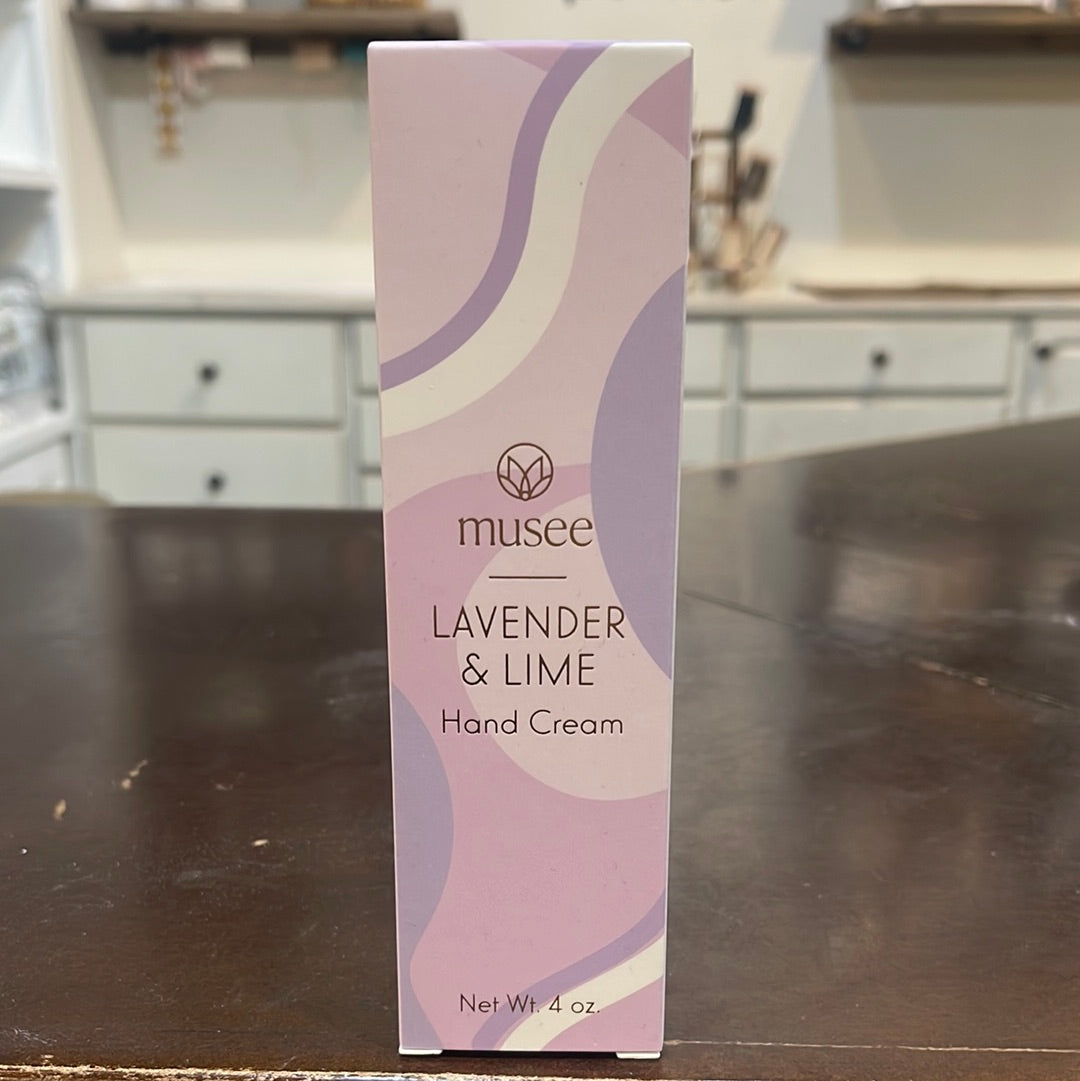 musee
LAVENDER
& LIME
Hand Cream
Net Wt. 4 oz.